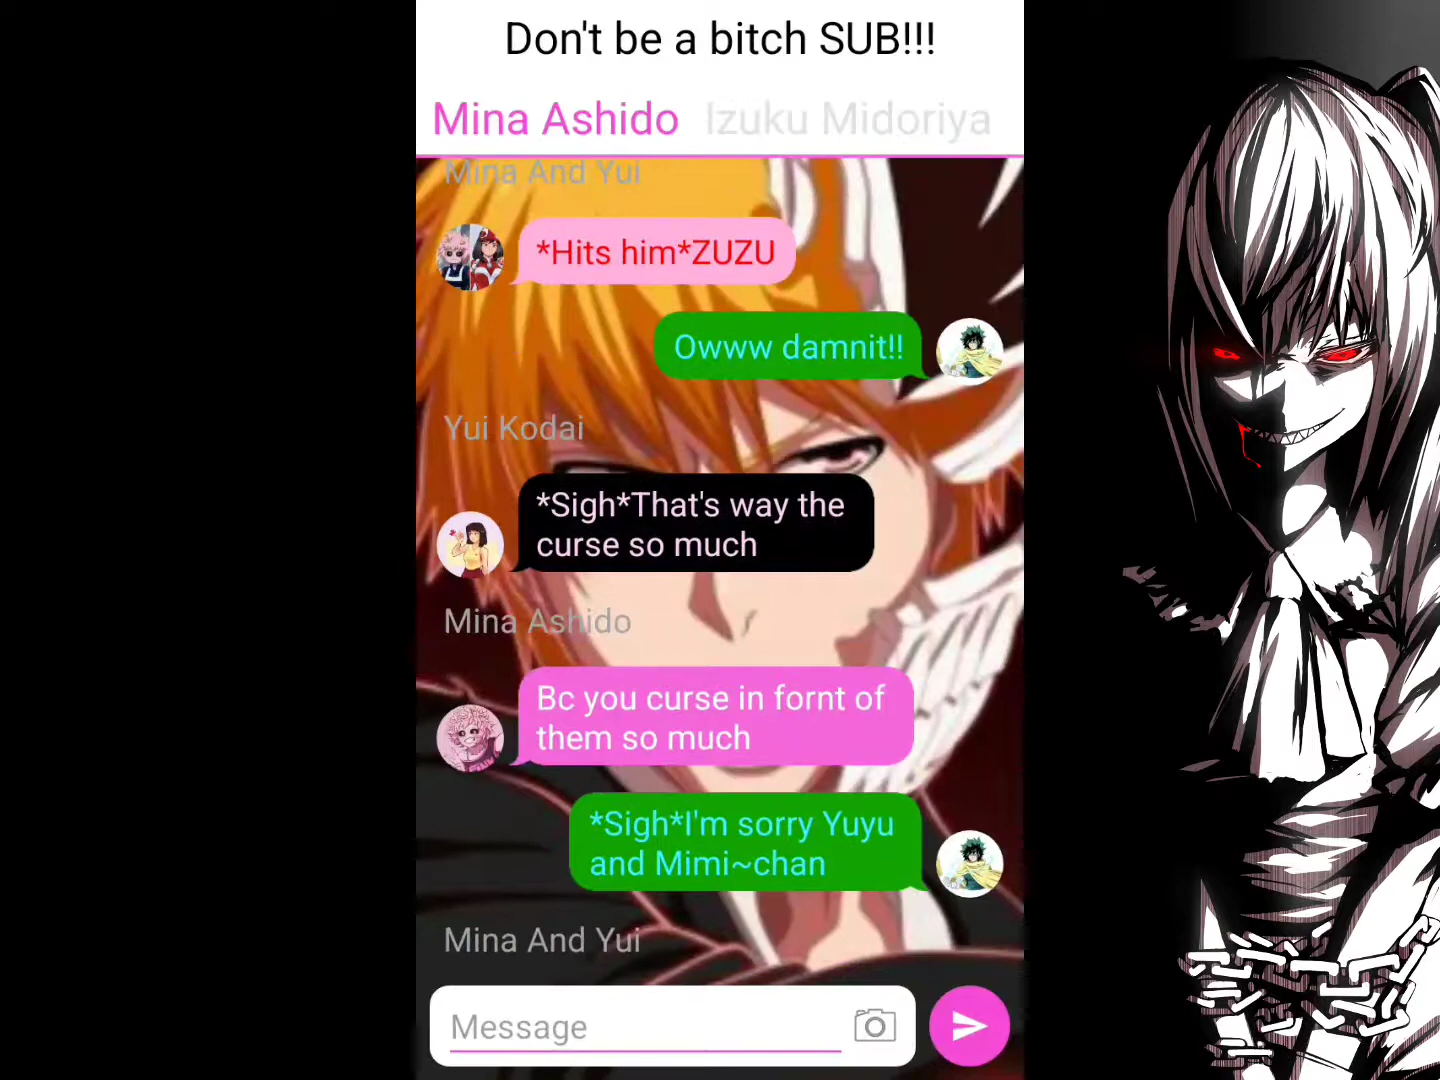 Don't be a bitch SUB!!!
Mina Ashido Izuku Midoriya
Mina And Yui
*Hits him*ZUZU
Owww damnit!!
Yui Kodai
*Sigh*That's way the
curse so much
Mina Ashido
Bc you curse in fornt of
them so much
*Sigh*I'm sorry Yuyu
and Mimi~chan
Mina And Yui
Message